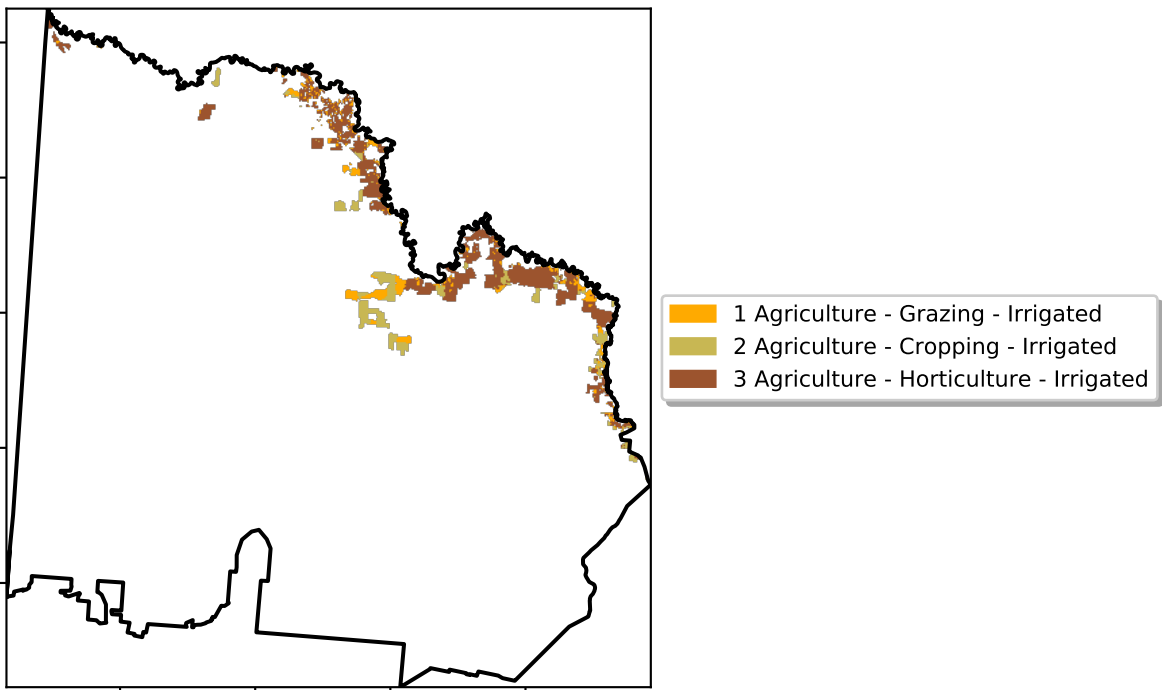 1 Agriculture - Grazing - Irrigated
2 Agriculture - Cropping - Irrigated
3 Agriculture - Horticulture - Irrigated